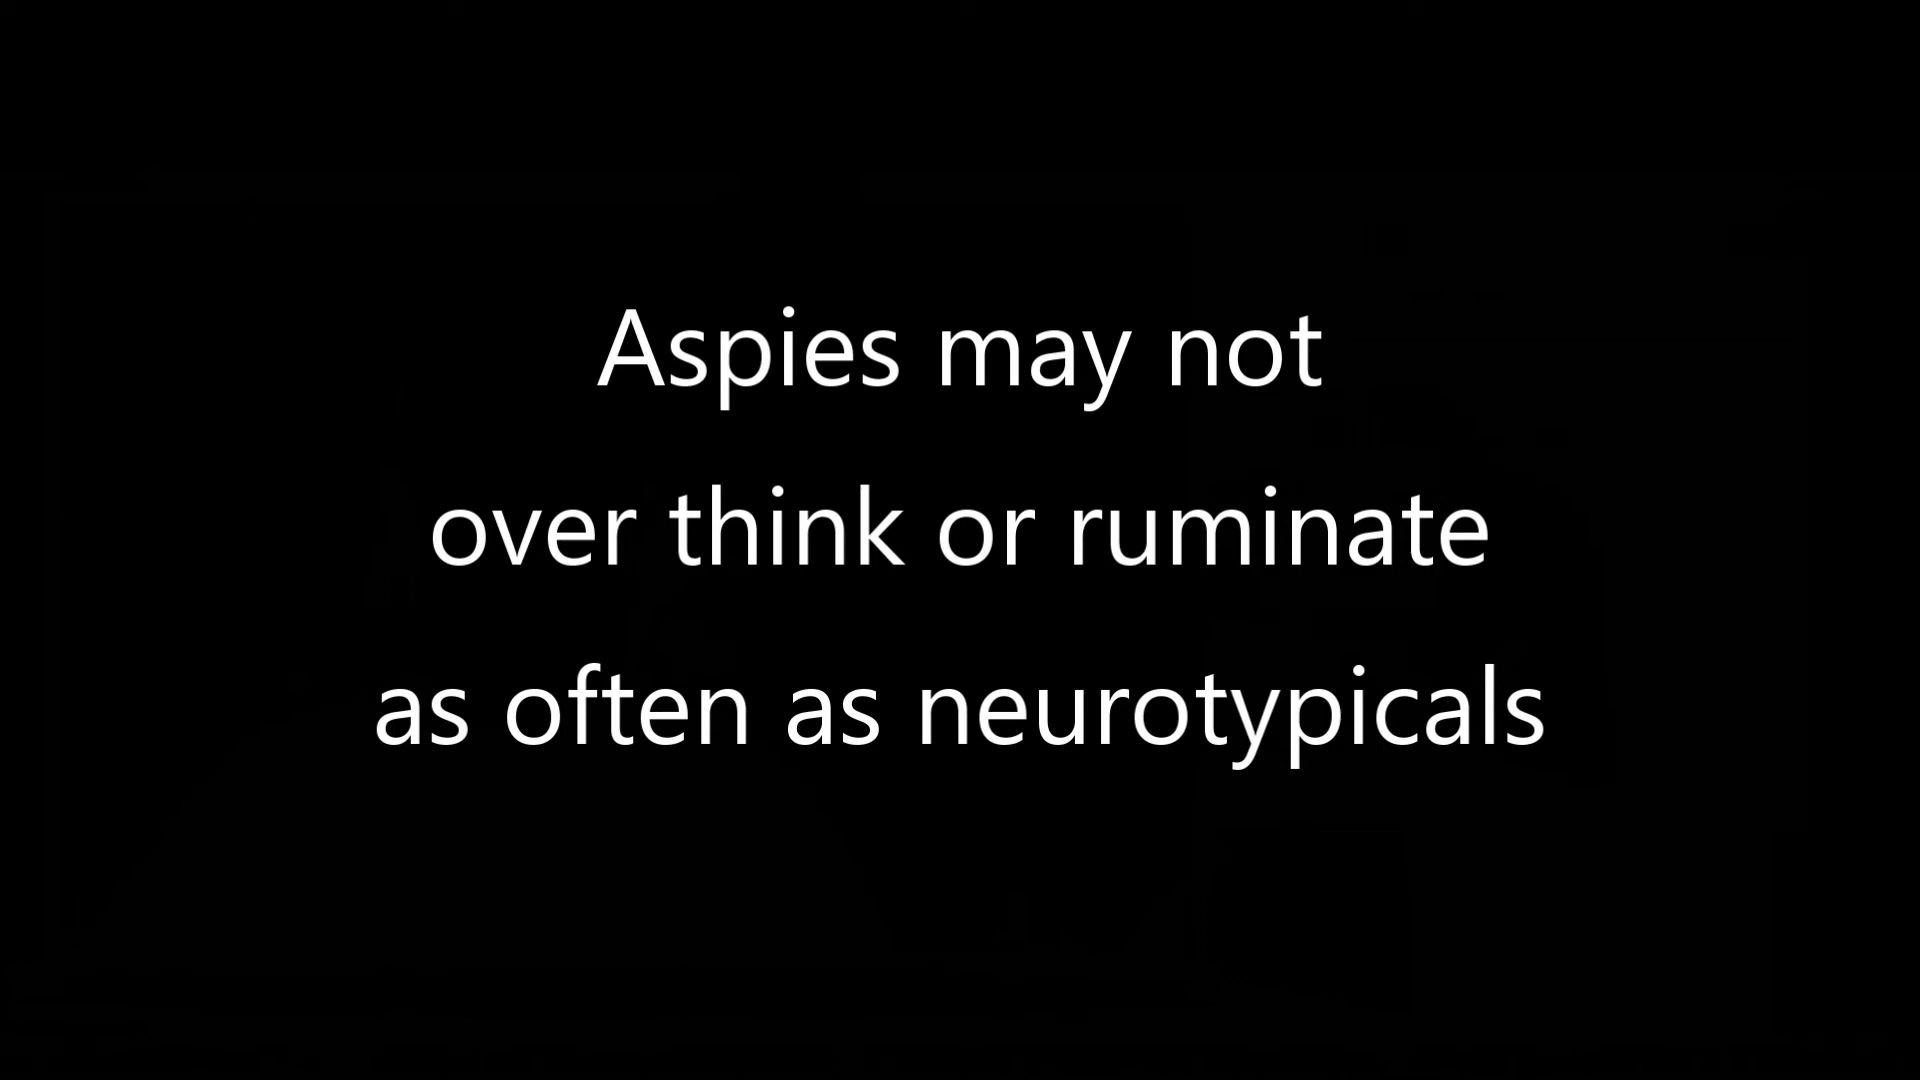 Aspies may not
over think or ruminate
as often as neurotypicals